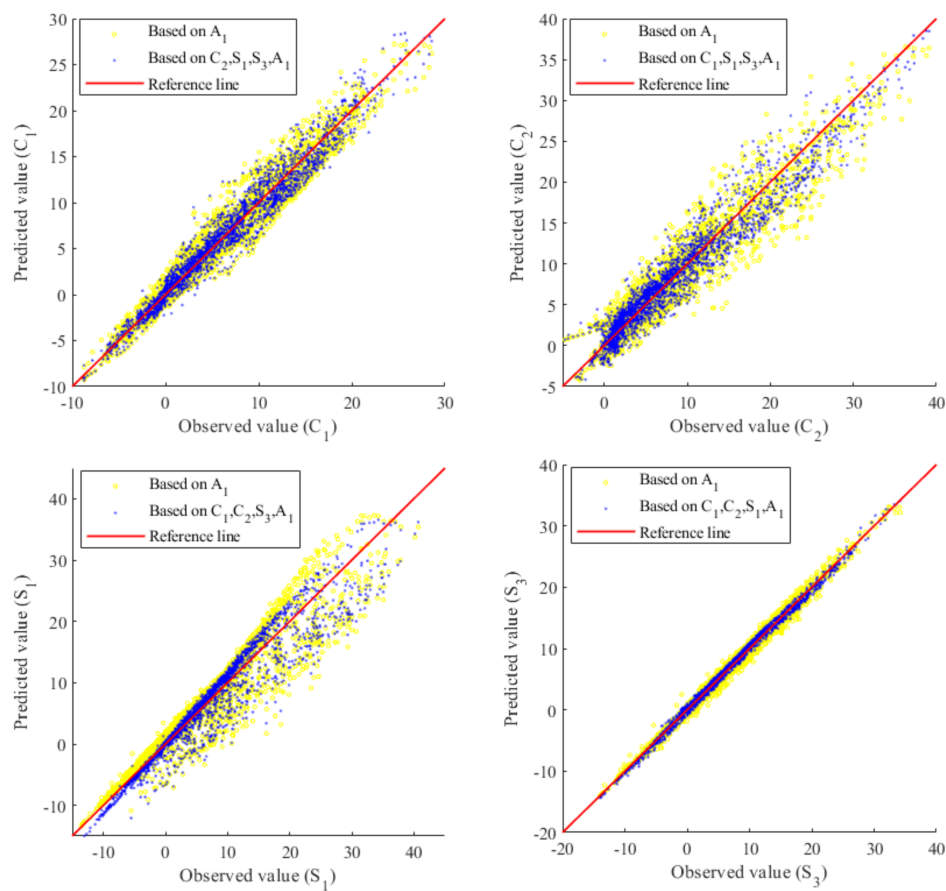 30
25
20
15
10
5
0
-5
-10
Predicted value (C1)
Based on A1
Based on C2,S1,S3,A1
Reference line
-10
0
10
20
30
Observed value (C1)
40
35
30
25
20
15
10
5
0
-5
Predicted value (C2)
Based on A1
Based on C1,S1,S3,A1
Reference line
0
10
20
30
40
Observed value (C2)
40
30
20
10
0
-10
Predicted value (S1)
Based on A1
Based on C1,C2,S3,A1
Reference line
-10
0
10
20
30
40
Observed value (S1)
40
30
20
10
0
-10
-20
Predicted value (S3)
Based on A1
Based on C1,C2,S1,A1
Reference line
-20
-10
0
10
20
30
40
Observed value (S3)